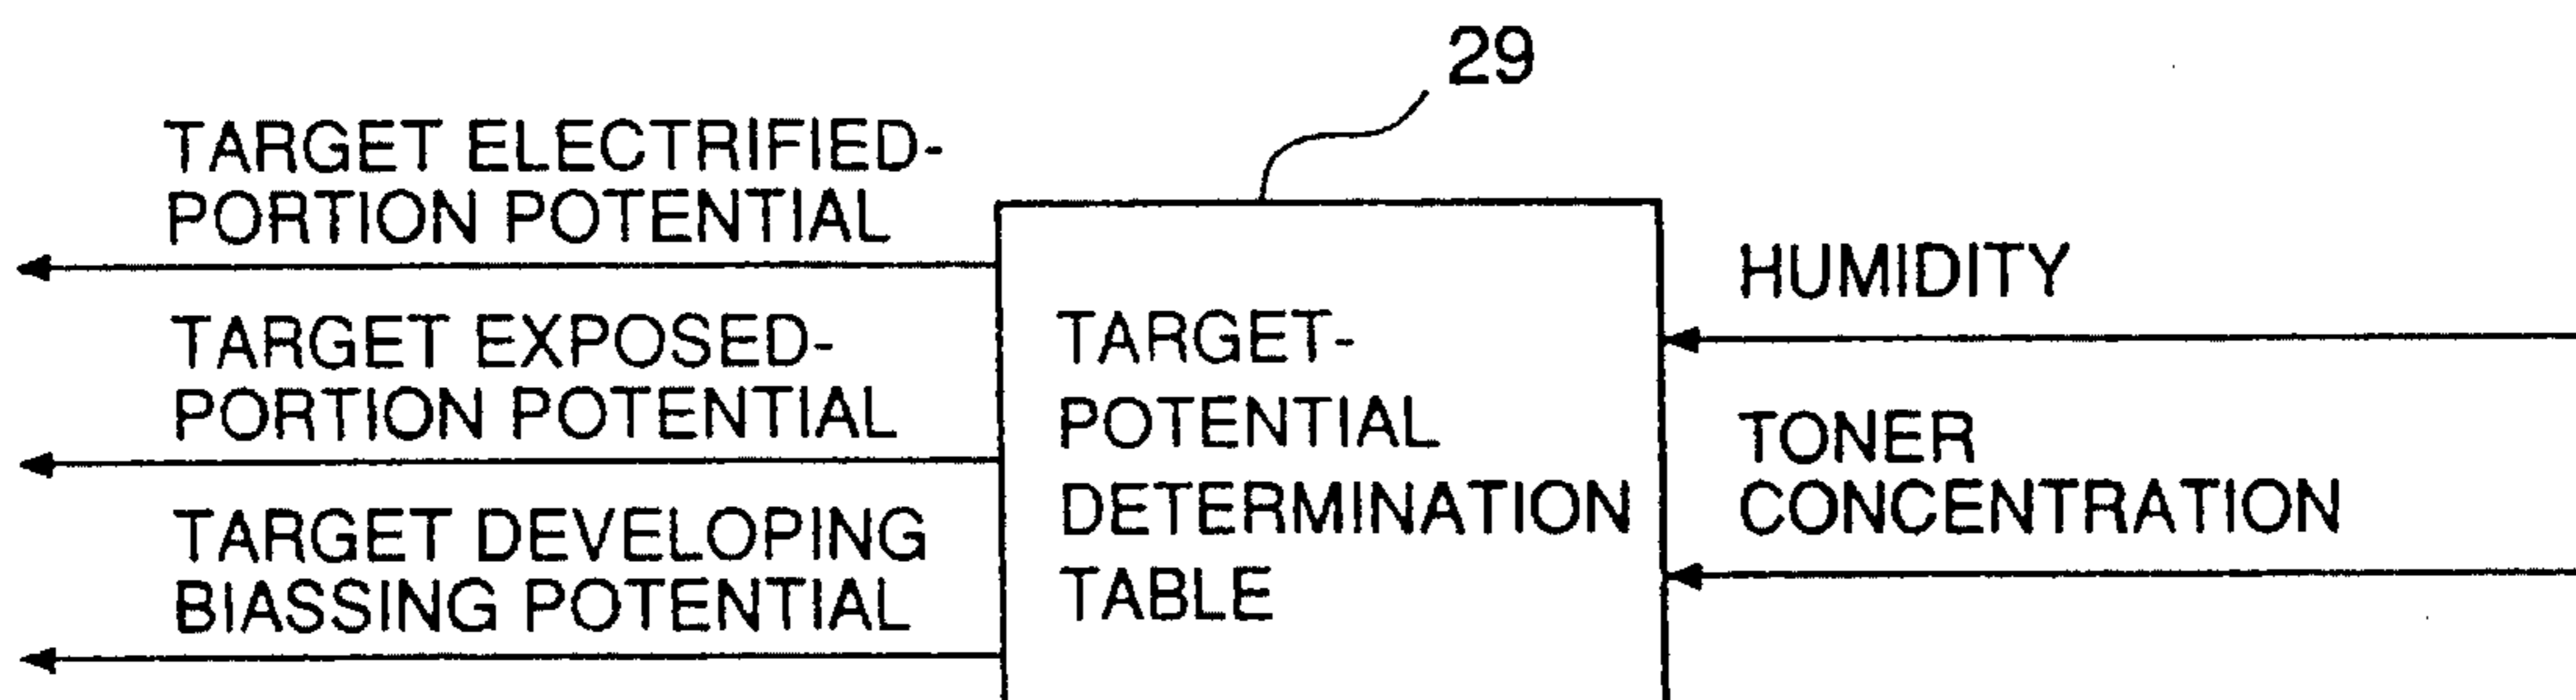 29
TARGET ELECTRIFIED-
PORTION POTENTIAL
TARGET EXPOSED-
PORTION POTENTIAL
TARGET DEVELOPING
BIASSING POTENTIAL
TARGET-
POTENTIAL
DETERMINATION
TABLE
HUMIDITY
TONER
CONCENTRATION